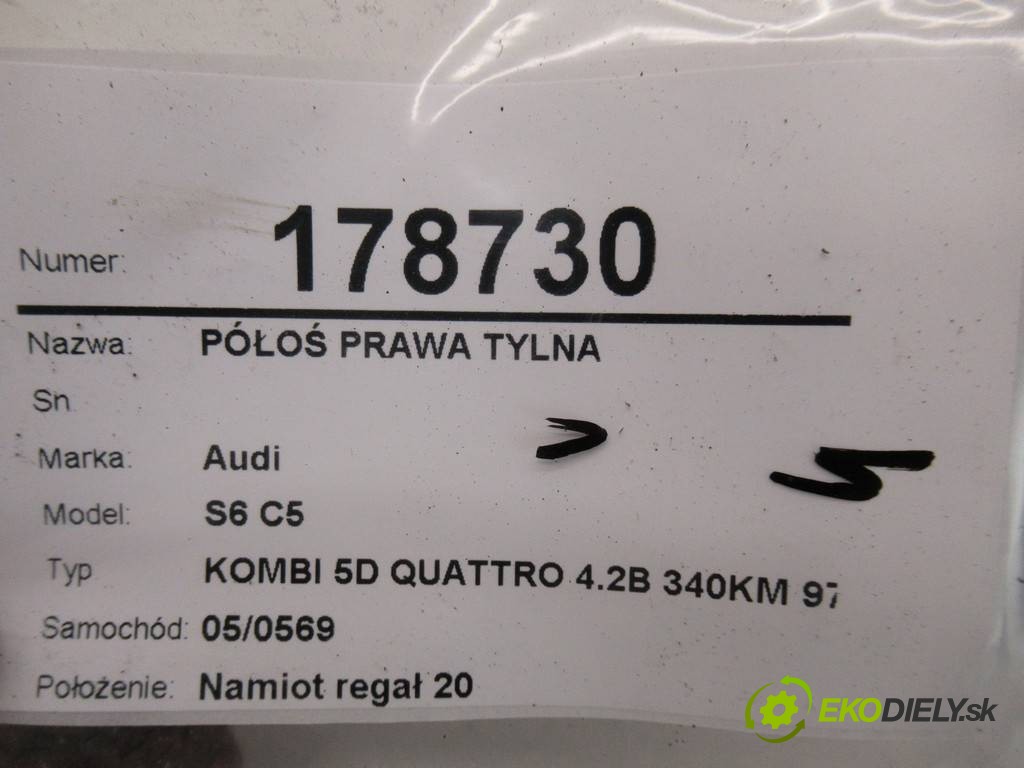 Numer: 178730
Nazwa: PÓŁOŚ PRAWA TYLNA
Sn
Marka: Audi
Model: S6 C5
Typ KOMBI 5D QUATTRO 4.2B 340KM 97
Samochód: 05/0569
Położenie: Namiot regał 20
EKODIELY.sk